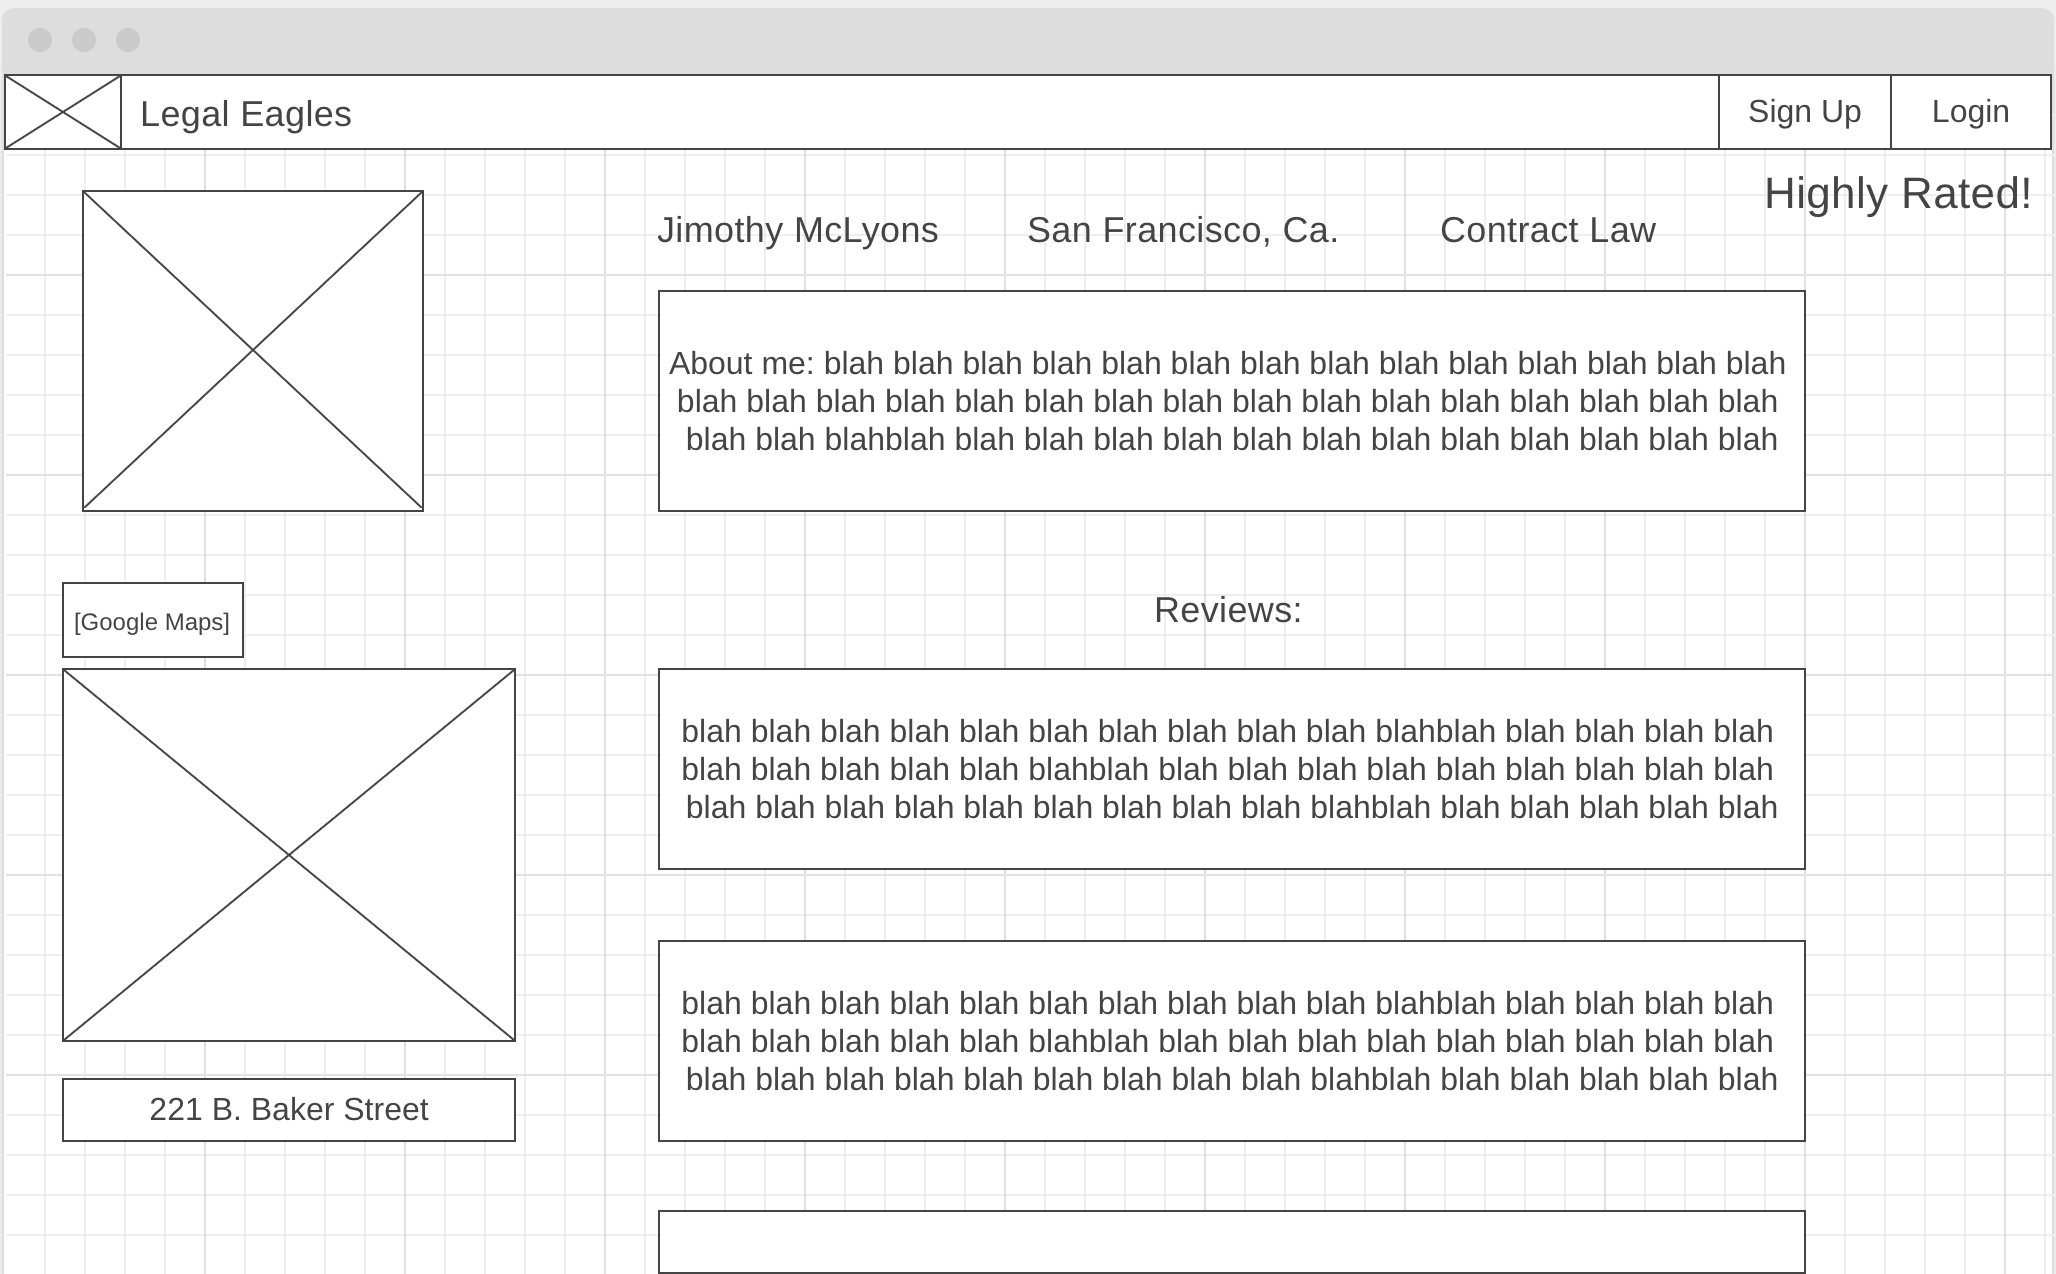 Legal Eagles
Sign Up
Login
Highly Rated!
Jimothy McLyons
San Francisco, Ca.
Contract Law
About me: blah blah blah blah blah blah blah blah blah blah blah blah blah blah
blah blah blah blah blah blah blah blah blah blah blah blah blah blah blah blah
blah blah blahblah blah blah blah blah blah blah blah blah blah blah blah blah
[Google Maps]
Reviews:
blah blah blah blah blah blah blah blah blah blah blahblah blah blah blah blah
blah blah blah blah blah blahblah blah blah blah blah blah blah blah blah blah
blah blah blah blah blah blah blah blah blah blahblah blah blah blah blah blah
blah blah blah blah blah blah blah blah blah blah blahblah blah blah blah blah
blah blah blah blah blah blahblah blah blah blah blah blah blah blah blah blah
blah blah blah blah blah blah blah blah blah blahblah blah blah blah blah blah
221 B. Baker Street